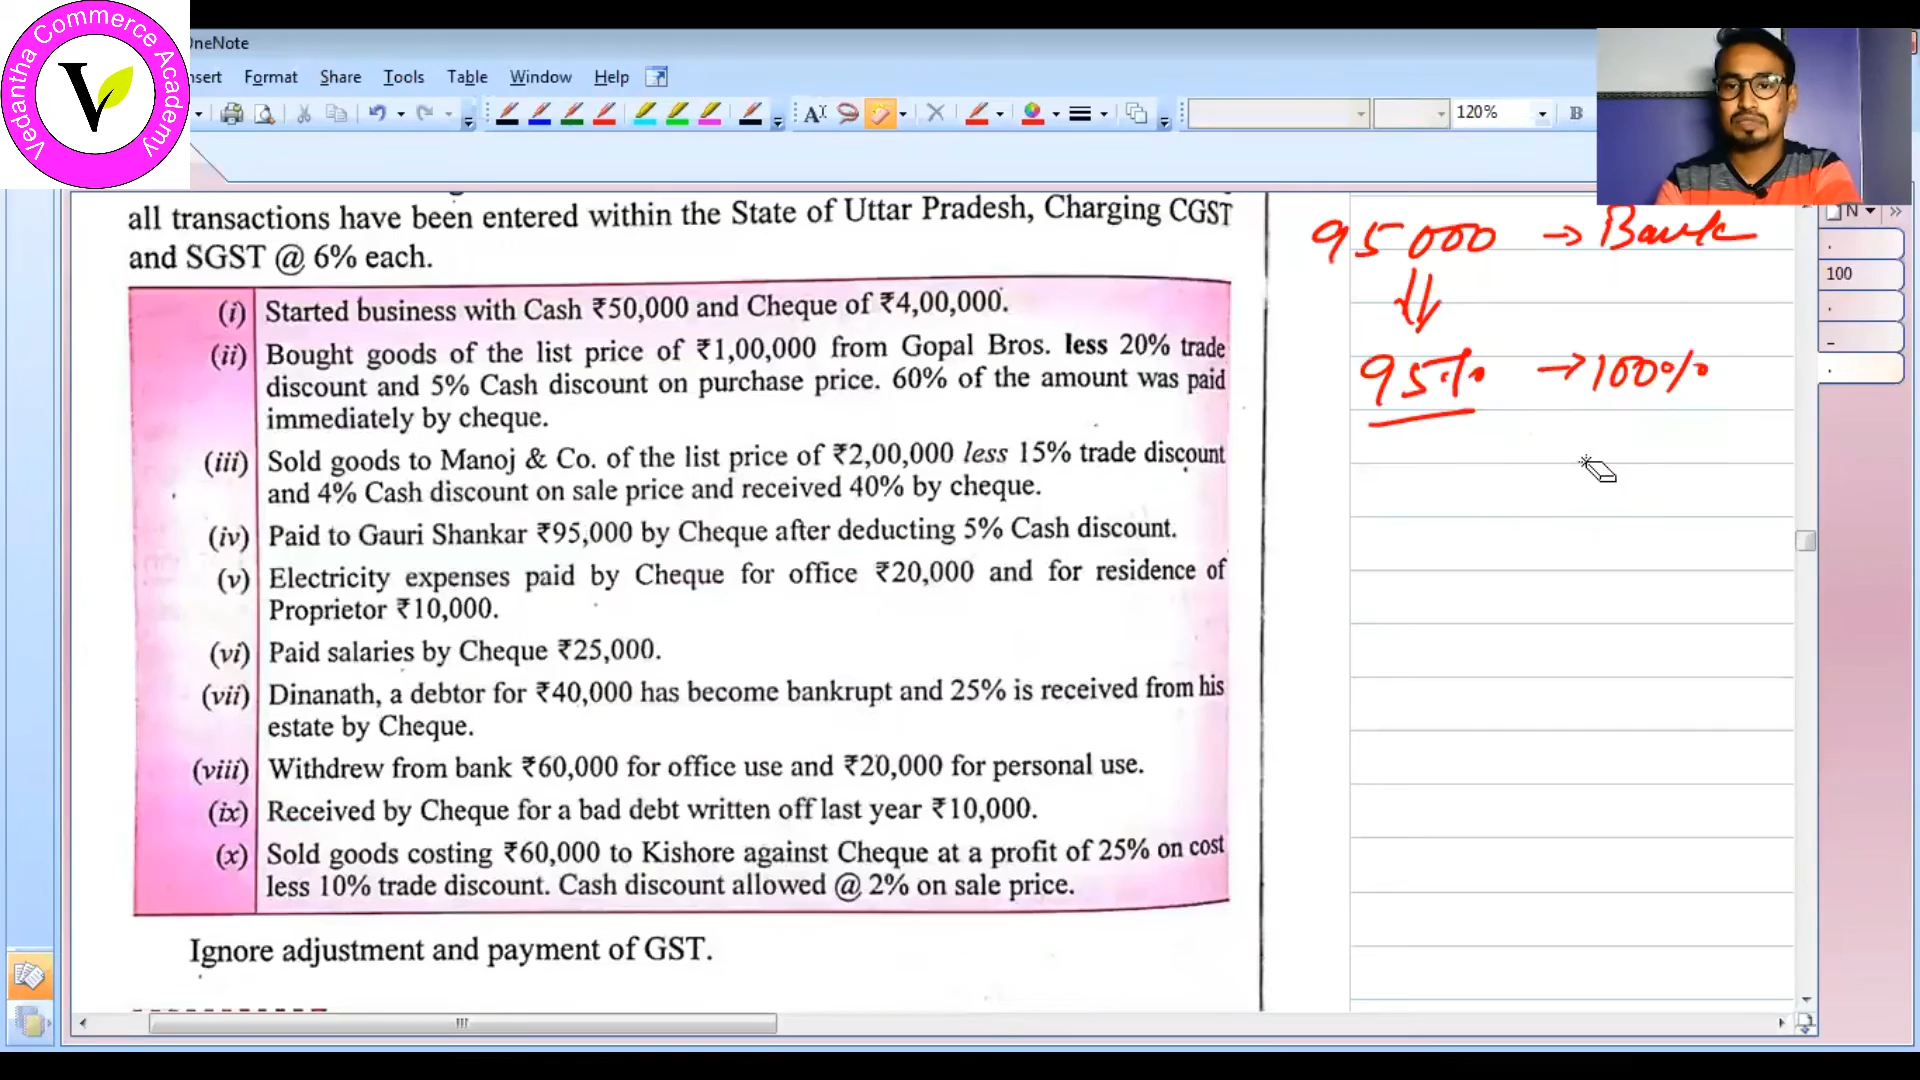 Vedantha Commerce Academy
V
OneNote
nsert Format Share Tools Table Window Help
120% B
N
100
all transactions have been entered within the State of Uttar Pradesh, Charging CGST
and SGST @ 6% each.
(i) Started business with Cash ₹50,000 and Cheque of ₹4,00,000.
(ii) Bought goods of the list price of ₹1,00,000 from Gopal Bros. less 20% trade
discount and 5% Cash discount on purchase price. 60% of the amount was paid
immediately by cheque.
(iii) Sold goods to Manoj & Co. of the list price of ₹2,00,000 less 15% trade discount
and 4% Cash discount on sale price and received 40% by cheque.
(iv) Paid to Gauri Shankar ₹95,000 by Cheque after deducting 5% Cash discount.
(v) Electricity expenses paid by Cheque for office ₹20,000 and for residence of
Proprietor ₹10,000.
(vi) Paid salaries by Cheque ₹25,000.
(vii) Dinanath, a debtor for ₹40,000 has become bankrupt and 25% is received from his
estate by Cheque.
(viii) Withdrew from bank ₹60,000 for office use and ₹20,000 for personal use.
(ix) Received by Cheque for a bad debt written off last year ₹10,000.
(x) Sold goods costing ₹60,000 to Kishore against Cheque at a profit of 25% on cost
less 10% trade discount. Cash discount allowed @ 2% on sale price.
Ignore adjustment and payment of GST.
95000 → Bank
95% → 100%